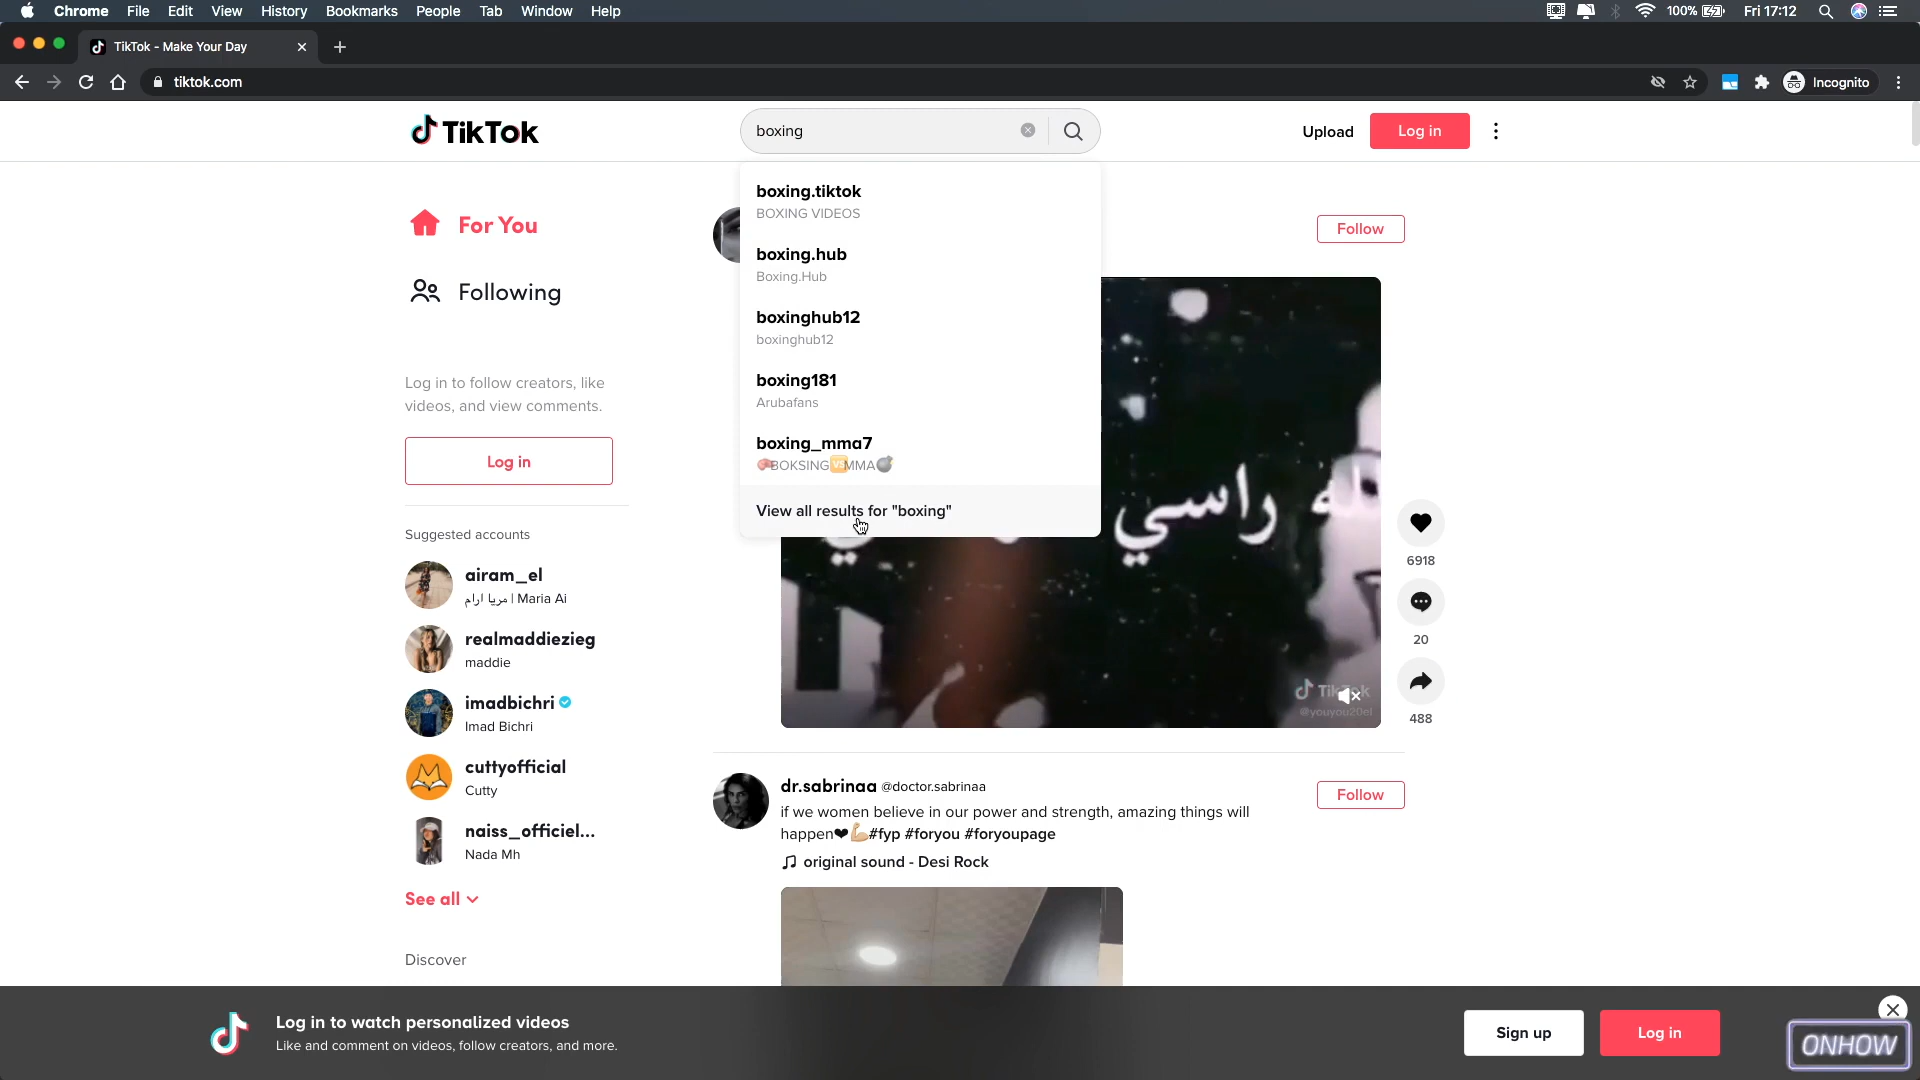 Chrome File Edit View History Bookmarks People Tab Window Help
100% Fri 17:12
TikTok - Make Your Day
tiktok.com
Incognito
TikTok
boxing
Upload
Log in
boxing.tiktok
BOXING VIDEOS
boxing.hub
Boxing.Hub
boxinghub12
boxinghub12
boxing181
Arubafans
boxing_mma7
🧠BOKSING🆚MMA💣
View all results for "boxing"
For You
Following
Log in to follow creators, like
videos, and view comments.
Log in
Suggested accounts
airam_el
مريا ارام | Maria Ai
realmaddiezieg
maddie
imadbichri
Imad Bichri
cuttyofficial
Cutty
naiss_officiel...
Nada Mh
See all
Discover
Follow
راسي
TikTok
@youyou20el
6918
20
488
dr.sabrinaa @doctor.sabrinaa
if we women believe in our power and strength, amazing things will
happen❤💪🏼#fyp #foryou #foryoupage
original sound - Desi Rock
Follow
Log in to watch personalized videos
Like and comment on videos, follow creators, and more.
Sign up
Log in
ONHOW